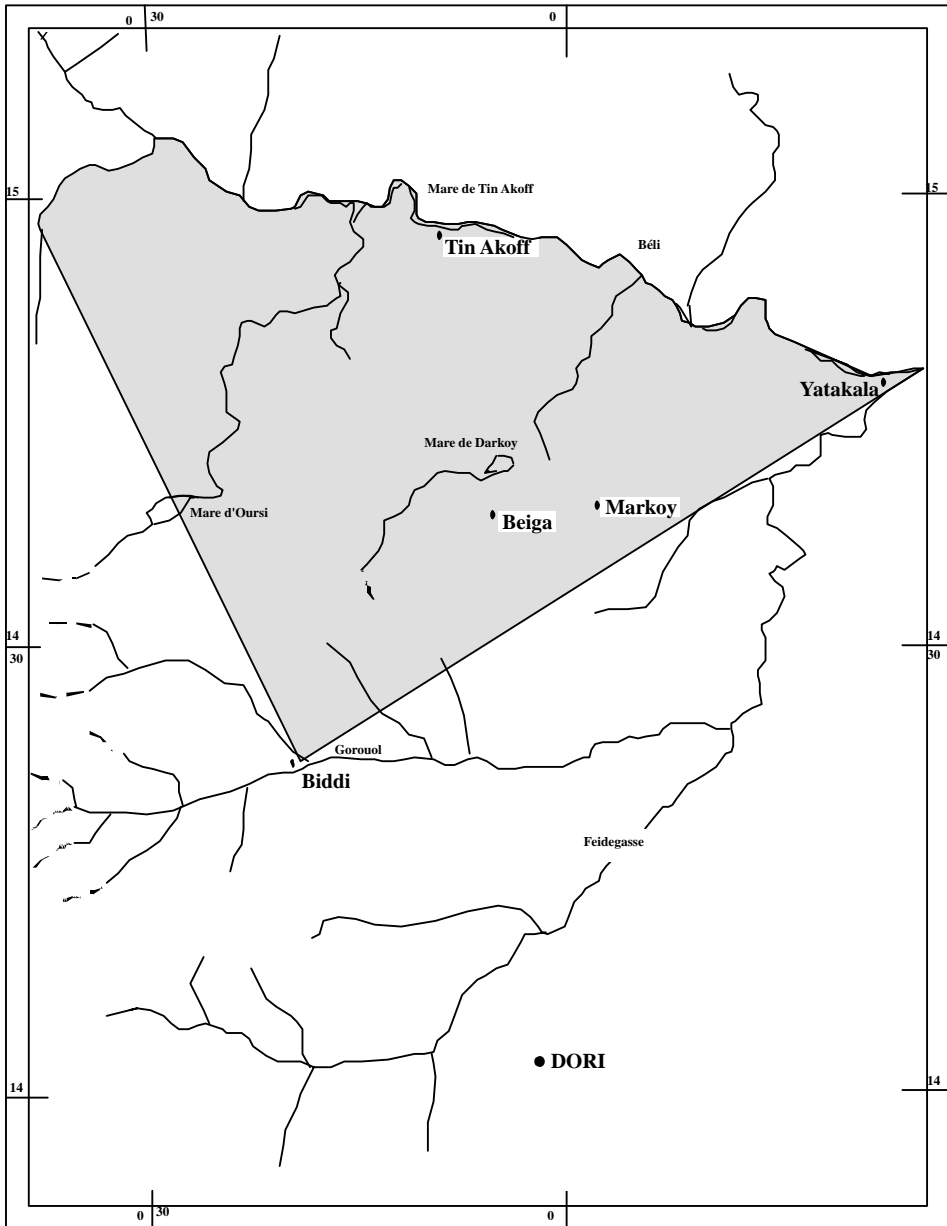 0 30
0
15
15
Mare de Tin Akoff
Tin Akoff
Béli
Yatakala
Mare de Darkoy
Mare d'Oursi
Beiga
Markoy
14
30
14
30
Gorouol
Biddi
Feidegasse
DORI
14
14
0 30
0